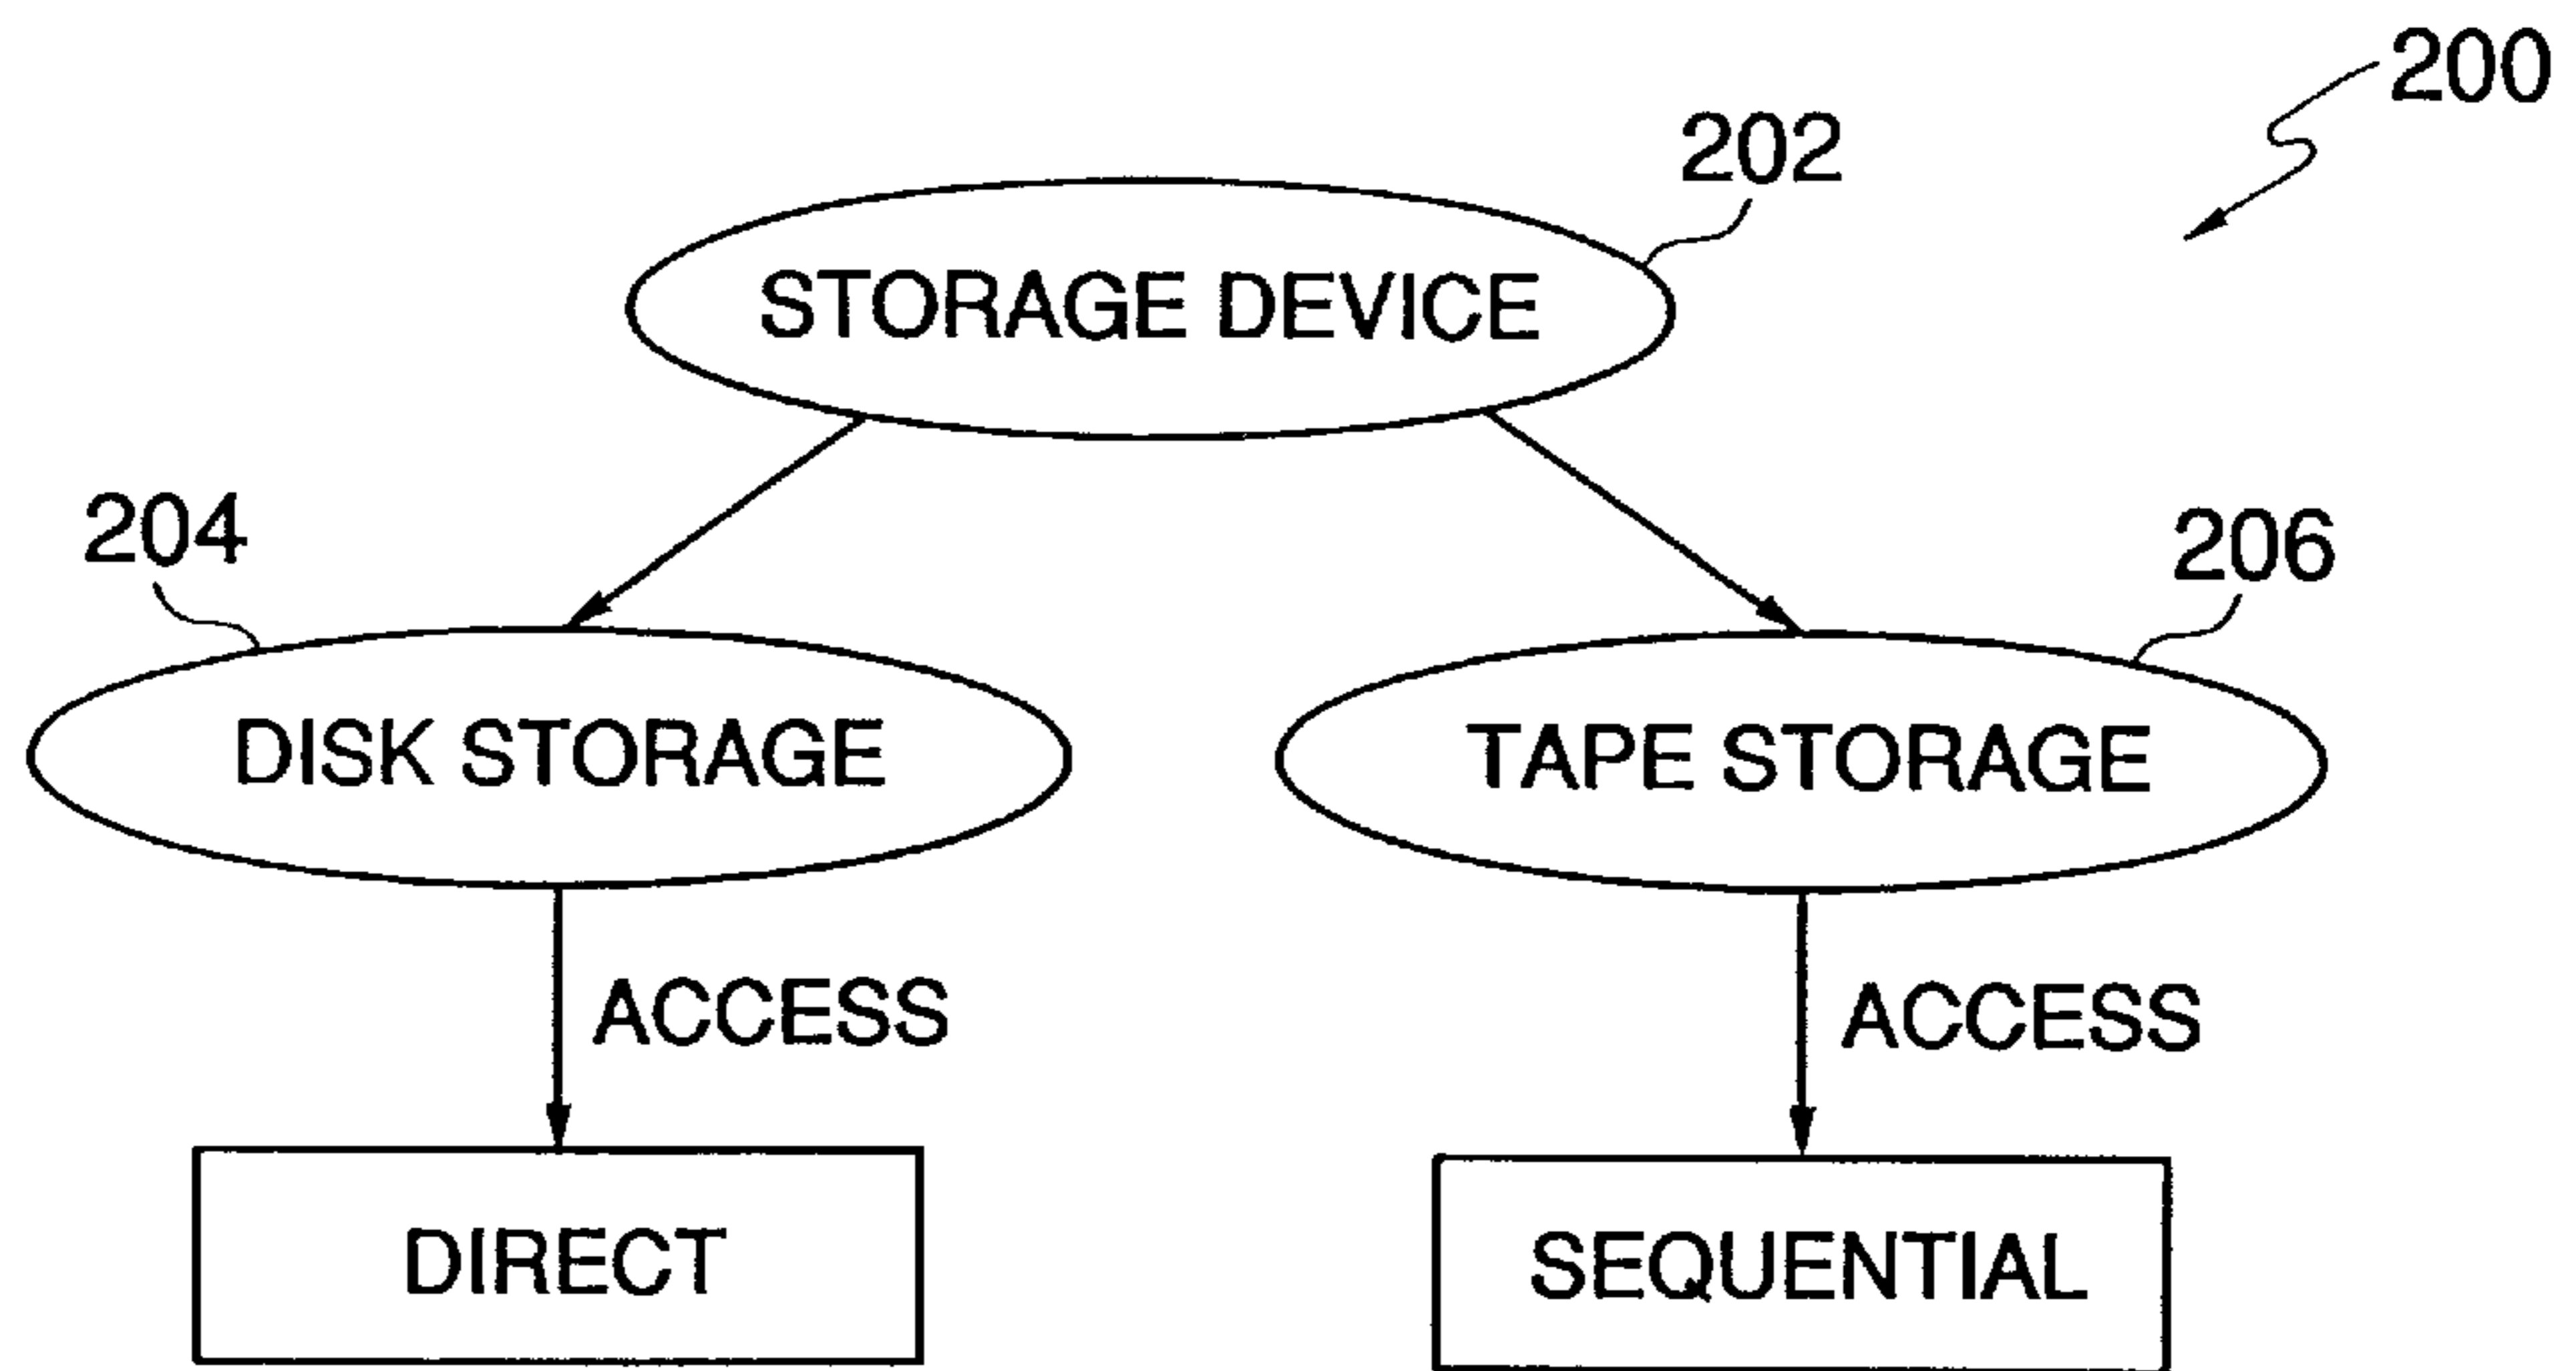 200
202
STORAGE DEVICE
204
206
DISK STORAGE
TAPE STORAGE
ACCESS
ACCESS
DIRECT
SEQUENTIAL